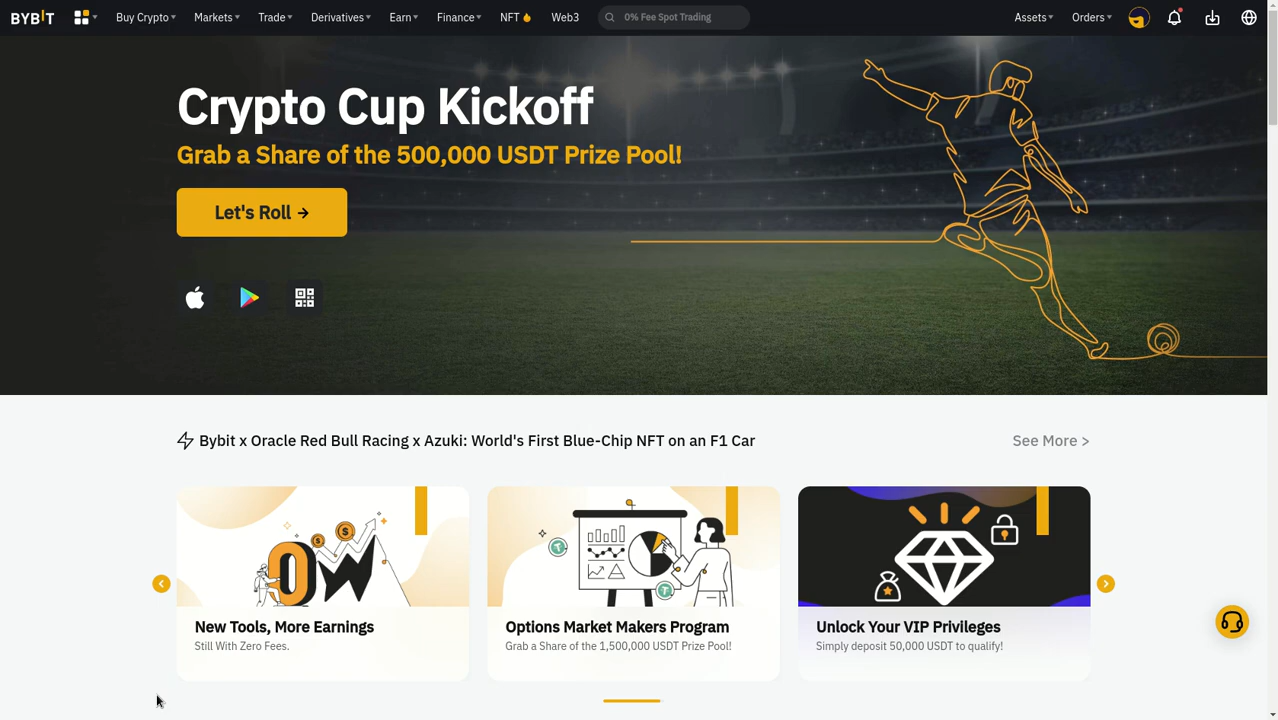 BYBIT
Buy Crypto
Markets
Trade
Derivatives
Earn
Finance
NFT
Web3
0% Fee Spot Trading
Assets
Orders
Crypto Cup Kickoff
Grab a Share of the 500,000 USDT Prize Pool!
Let's Roll →
Bybit x Oracle Red Bull Racing x Azuki: World's First Blue-Chip NFT on an F1 Car
See More >
New Tools, More Earnings
Still With Zero Fees.
Options Market Makers Program
Grab a Share of the 1,500,000 USDT Prize Pool!
Unlock Your VIP Privileges
Simply deposit 50,000 USDT to qualify!